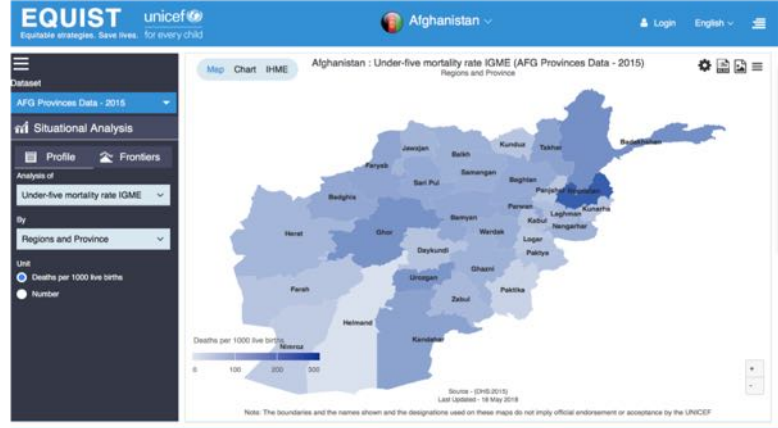 EQUIST
Equitable strategies. Save lives.
unicef
for every child
Afghanistan
Login
English
Dataset
AFG Provinces Data - 2015
Situational Analysis
Profile
Frontiers
Analysis of
Under-five mortality rate IGME
By
Regions and Province
Unit
Deaths per 1000 live births
Number
Map Chart IHME
Afghanistan : Under-five mortality rate IGME (AFG Provinces Data - 2015)
Regions and Province
Jawzjan
Balkh
Kunduz
Takhar
Badakhshan
Faryab
Samangan
Sari Pul
Baghlan
Panjsher
Nooristan
Badghis
Parwan
Kunarha
Laghman
Bamyan
Kabul
Herat
Ghor
Wardak
Nengarhar
Logar
Daykundi
Paktya
Ghazni
Urozgan
Farah
Paktika
Zabul
Helmand
Kandahar
Nimroz
Deaths per 1000 live births
0 100 200 300
+
-
Source - (DHS:2015)
Last Updated - 18 May 2018
Note: The boundaries and the names shown and the designations used on these maps do not imply official endorsement or acceptance by the UNICEF